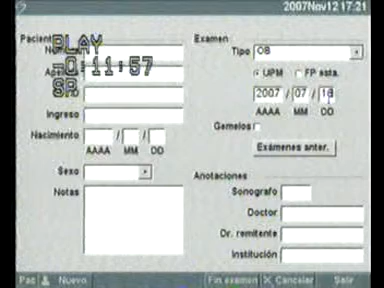 2007Nov12 17:21
Pacient
PLAY
-0:11:57
SP
Ingreso
Nacimiento / /
AAAA MM DD
Sexo
Notas
Examen
Tipo OB
UPM FP esta.
2007 / 07 / 18
AAAA MM DD
Gemelos
Exámenes anter.
Anotaciones
Sonografo
Doctor
Dr. remitente
Institución
Pac Nuevo Fin examen Cancelar Salir